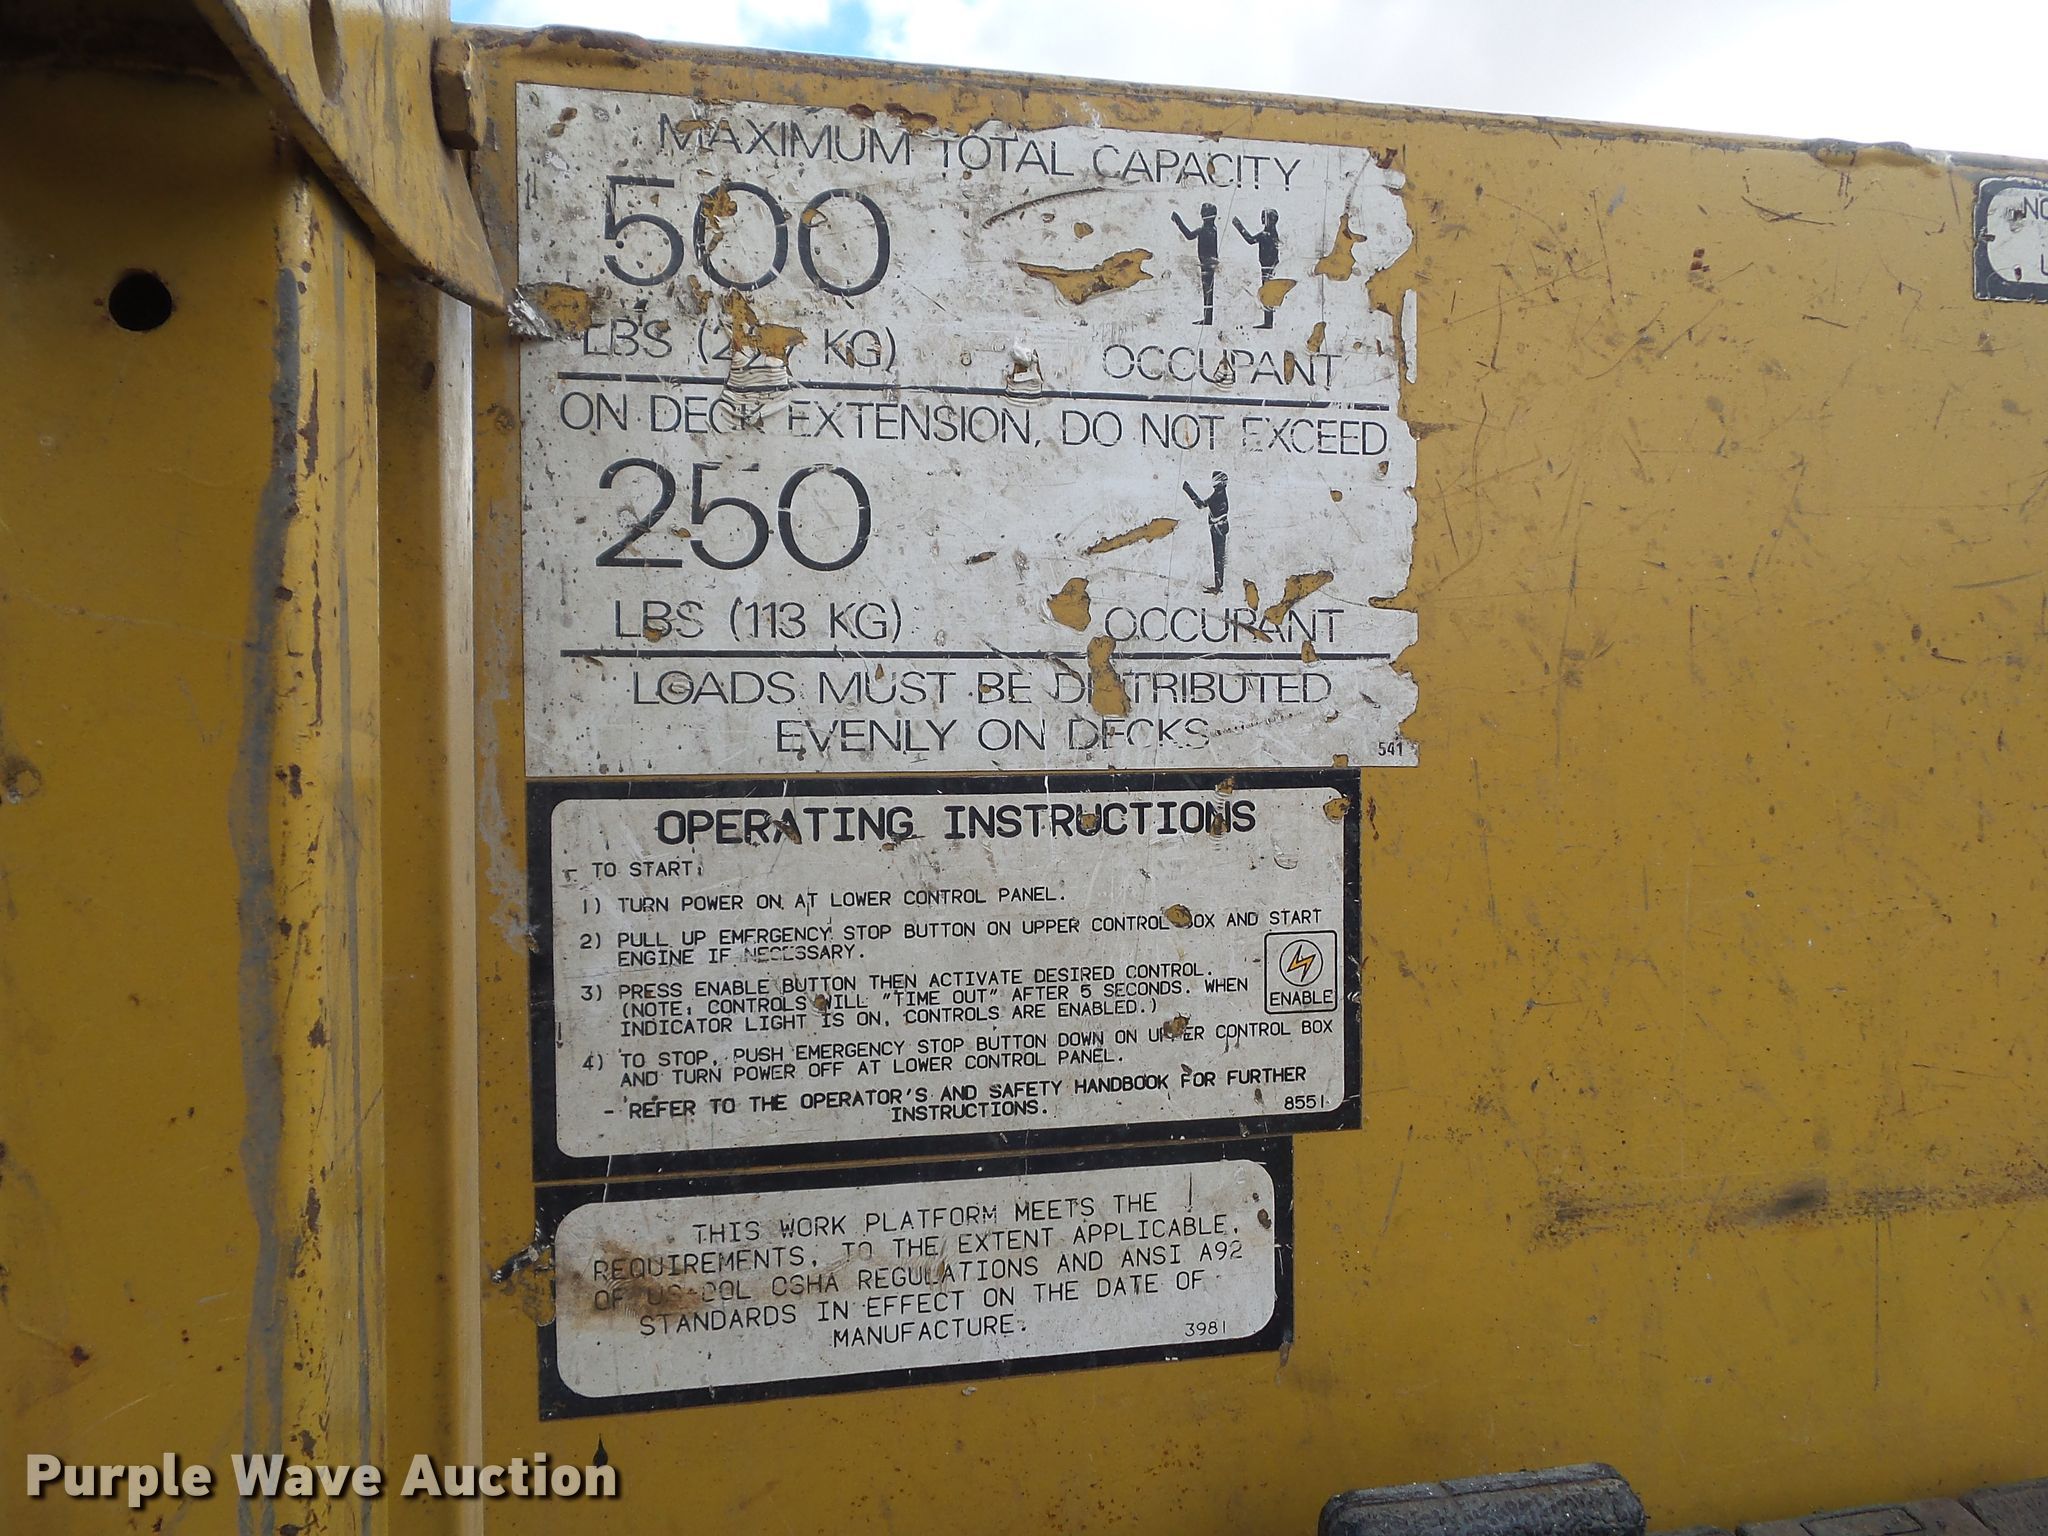 MAXIMUM TOTAL CAPACITY
500
LBS (227 KG) OCCUPANT
ON DECK EXTENSION, DO NOT EXCEED
250
LBS (113 KG) OCCUPANT
LOADS MUST BE DISTRIBUTED
EVENLY ON DECKS
541
OPERATING INSTRUCTIONS
TO START:
1) TURN POWER ON AT LOWER CONTROL PANEL.
2) PULL UP EMERGENCY STOP BUTTON ON UPPER CONTROL BOX AND START
ENGINE IF NECESSARY.
3) PRESS ENABLE BUTTON THEN ACTIVATE DESIRED CONTROL.
(NOTE: CONTROLS WILL "TIME OUT" AFTER 5 SECONDS. WHEN
INDICATOR LIGHT IS ON, CONTROLS ARE ENABLED.)
ENABLE
4) TO STOP, PUSH EMERGENCY STOP BUTTON DOWN ON UPPER CONTROL BOX
AND TURN POWER OFF AT LOWER CONTROL PANEL.
- REFER TO THE OPERATOR'S AND SAFETY HANDBOOK FOR FURTHER
INSTRUCTIONS.
8551
THIS WORK PLATFORM MEETS THE
REQUIREMENTS, TO THE EXTENT APPLICABLE,
OF US-DOL OSHA REGULATIONS AND ANSI A92
STANDARDS IN EFFECT ON THE DATE OF
MANUFACTURE.
3981
Purple Wave Auction